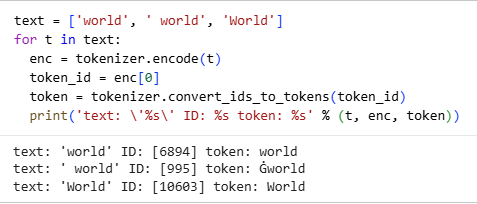 text = ['world', ' world', 'World']
for t in text:
  enc = tokenizer.encode(t)
  token_id = enc[0]
  token = tokenizer.convert_ids_to_tokens(token_id)
  print('text: \'%s\' ID: %s token: %s' % (t, enc, token))
text: 'world' ID: [6894] token: world
text: ' world' ID: [995] token: Ġworld
text: 'World' ID: [10603] token: World